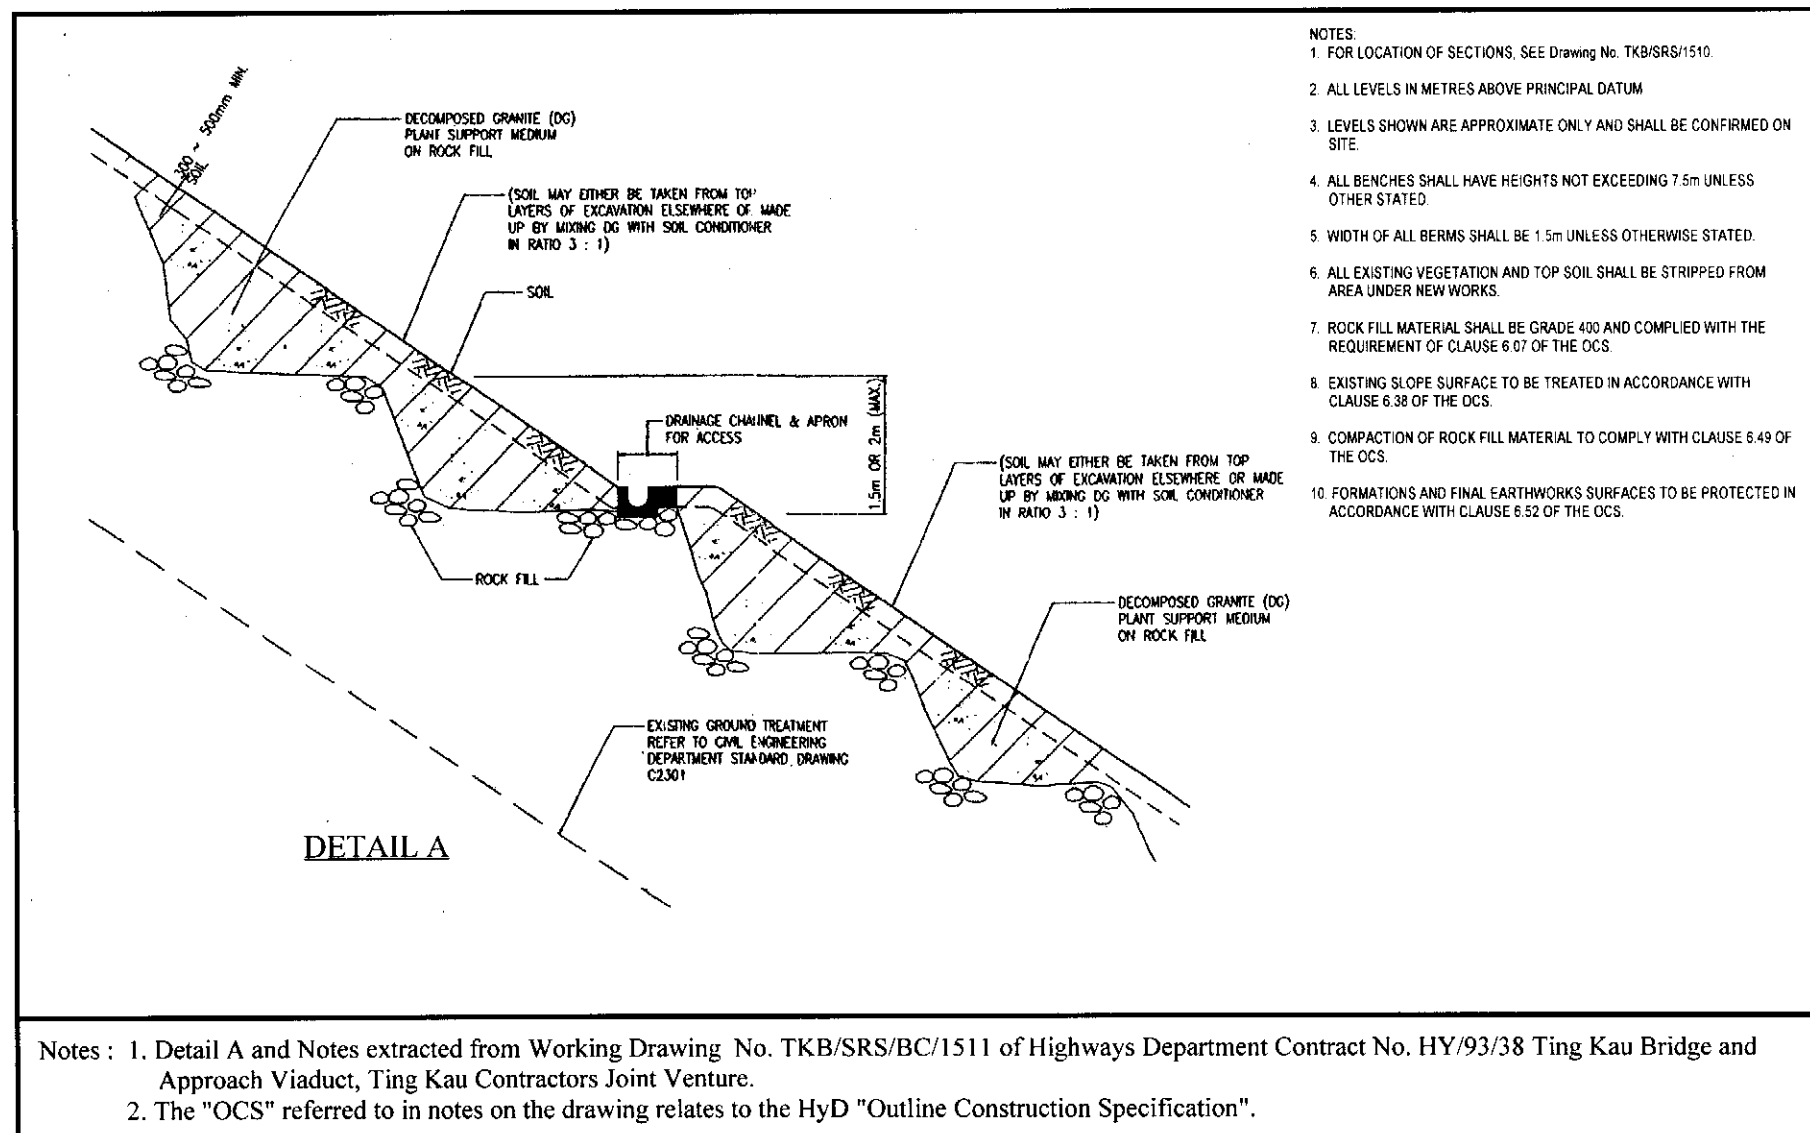 300 ~ 500mm MIN.
SOIL
DECOMPOSED GRANITE (DG)
PLANT SUPPORT MEDIUM
ON ROCK FILL
(SOIL MAY EITHER BE TAKEN FROM TOP
LAYERS OF EXCAVATION ELSEWHERE OF MADE
UP BY MIXING DG WITH SOIL CONDITIONER
IN RATIO 3 : 1)
SOIL
DRAINAGE CHANNEL & APRON
FOR ACCESS
1.5m OR 2m (MAX.)
(SOIL MAY EITHER BE TAKEN FROM TOP
LAYERS OF EXCAVATION ELSEWHERE OR MADE
UP BY MIXING DG WITH SOIL CONDITIONER
IN RATIO 3 : 1)
ROCK FILL
DECOMPOSED GRANITE (DG)
PLANT SUPPORT MEDIUM
ON ROCK FILL
EXISTING GROUND TREATMENT
REFER TO CIVIL ENGINEERING
DEPARTMENT STANDARD DRAWING
C2301
DETAIL A
NOTES:
1. FOR LOCATION OF SECTIONS, SEE Drawing No. TKB/SRS/1510.
2. ALL LEVELS IN METRES ABOVE PRINCIPAL DATUM
3. LEVELS SHOWN ARE APPROXIMATE ONLY AND SHALL BE CONFIRMED ON
SITE.
4. ALL BENCHES SHALL HAVE HEIGHTS NOT EXCEEDING 7.5m UNLESS
OTHER STATED.
5. WIDTH OF ALL BERMS SHALL BE 1.5m UNLESS OTHERWISE STATED.
6. ALL EXISTING VEGETATION AND TOP SOIL SHALL BE STRIPPED FROM
AREA UNDER NEW WORKS.
7. ROCK FILL MATERIAL SHALL BE GRADE 400 AND COMPLIED WITH THE
REQUIREMENT OF CLAUSE 6.07 OF THE OCS.
8. EXISTING SLOPE SURFACE TO BE TREATED IN ACCORDANCE WITH
CLAUSE 6.38 OF THE OCS.
9. COMPACTION OF ROCK FILL MATERIAL TO COMPLY WITH CLAUSE 6.49 OF
THE OCS.
10. FORMATIONS AND FINAL EARTHWORKS SURFACES TO BE PROTECTED IN
ACCORDANCE WITH CLAUSE 6.52 OF THE OCS.
Notes : 1. Detail A and Notes extracted from Working Drawing No. TKB/SRS/BC/1511 of Highways Department Contract No. HY/93/38 Ting Kau Bridge and
Approach Viaduct, Ting Kau Contractors Joint Venture.
2. The "OCS" referred to in notes on the drawing relates to the HyD "Outline Construction Specification".